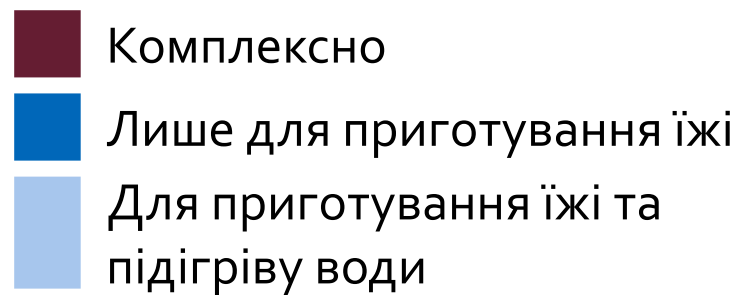 Комплексно
Лише для приготування їжі
Для приготування їжі та
підігріву води